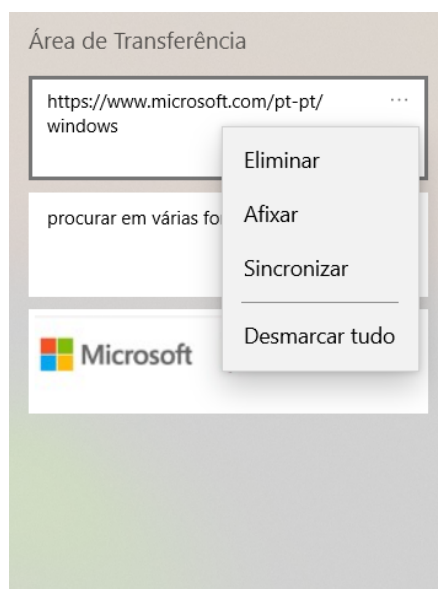 Área de Transferência
https://www.microsoft.com/pt-pt/
windows
Eliminar
procurar em várias fo
Afixar
Sincronizar
Desmarcar tudo
Microsoft